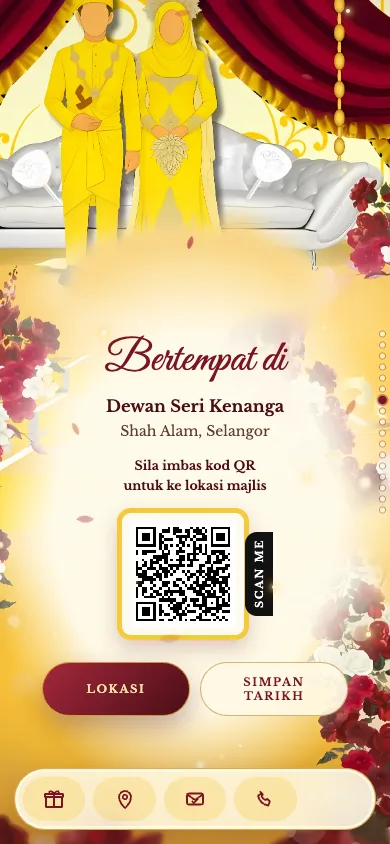 Bertempat di
Dewan Seri Kenanga
Shah Alam, Selangor
Sila imbas kod QR
untuk ke lokasi majlis
SCAN ME
LOKASI
SIMPAN
TARIKH